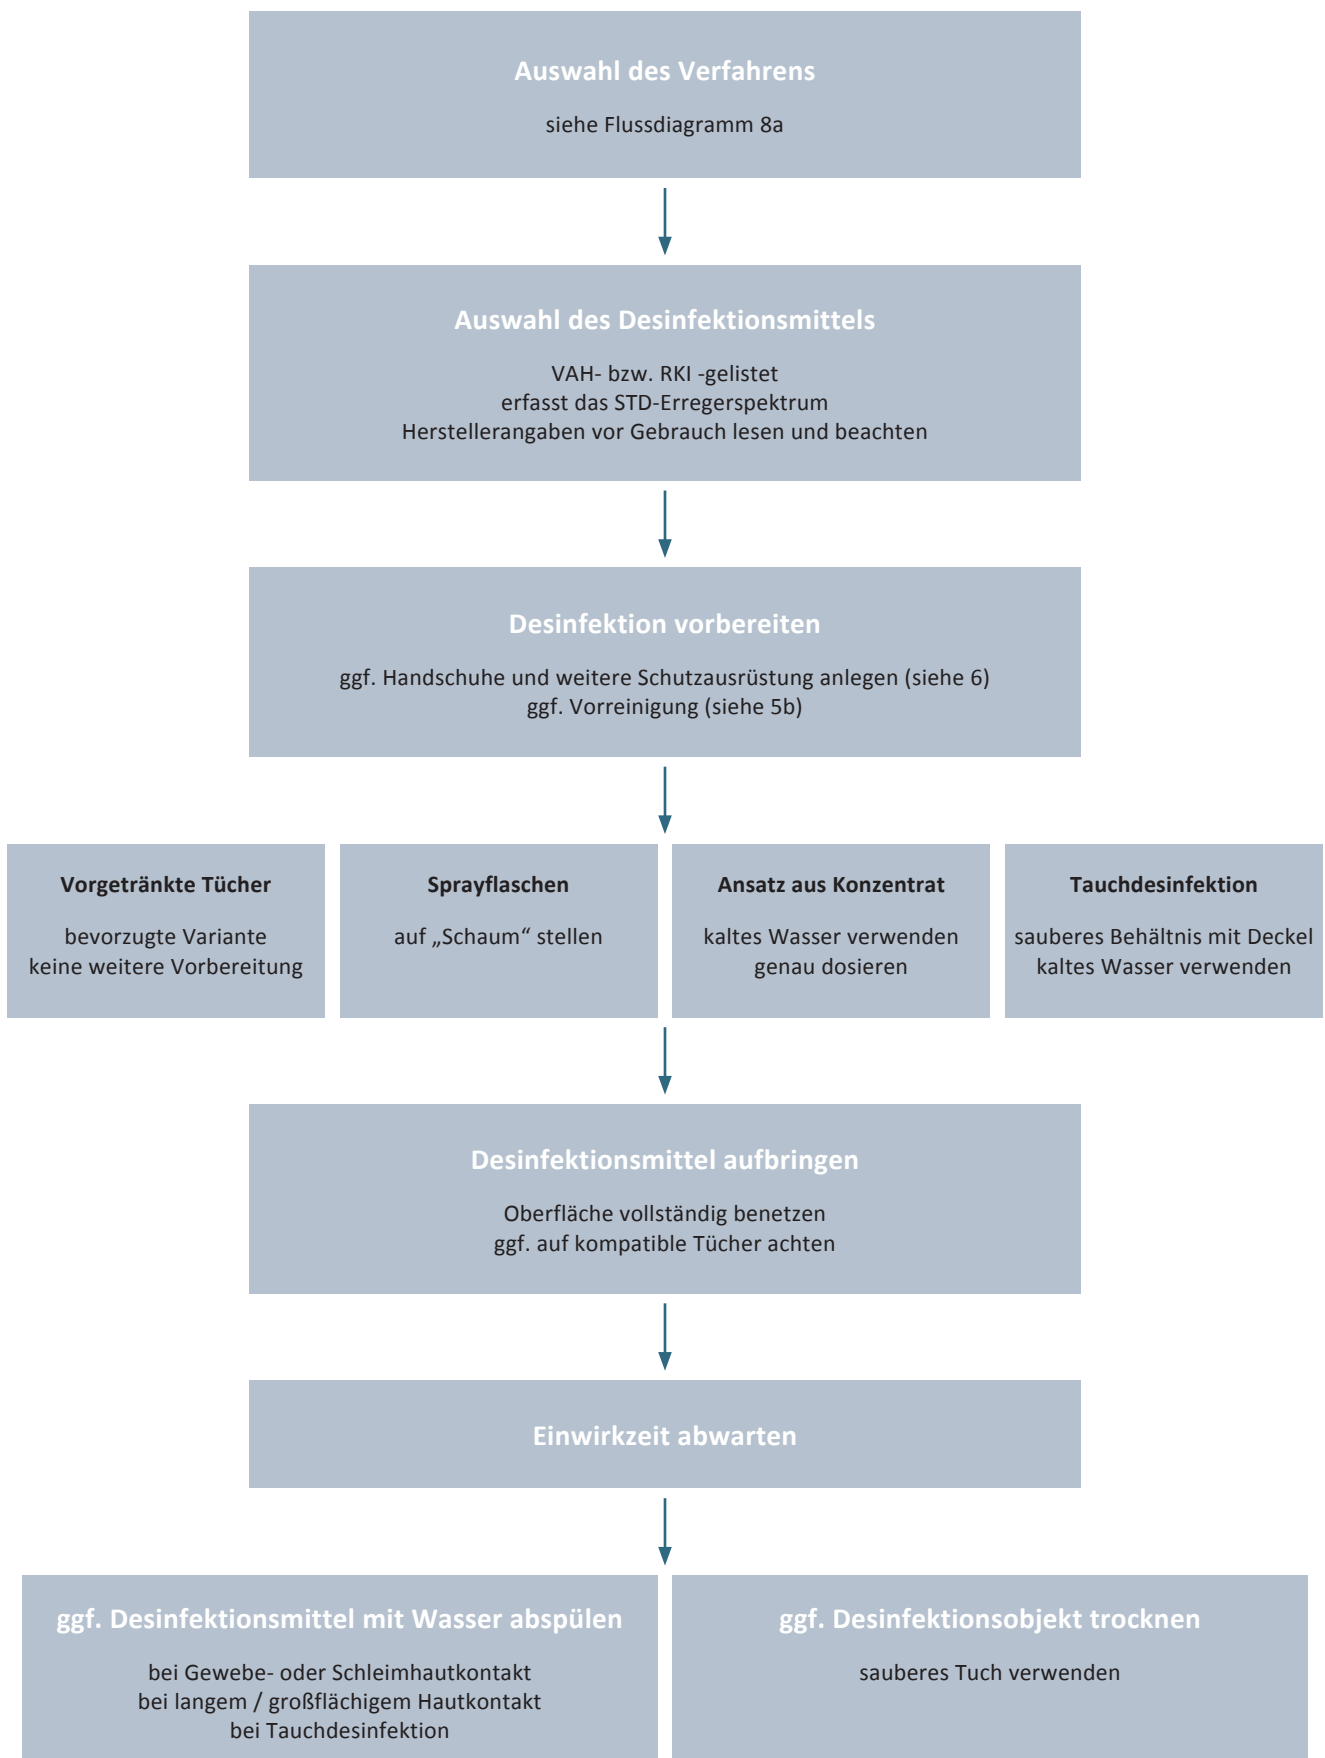 Auswahl des Verfahrens
siehe Flussdiagramm 8a
Auswahl des Desinfektionsmittels
VAH- bzw. RKI -gelistet
erfasst das STD-Erregerspektrum
Herstellerangaben vor Gebrauch lesen und beachten
Desinfektion vorbereiten
ggf. Handschuhe und weitere Schutzausrüstung anlegen (siehe 6)
ggf. Vorreinigung (siehe 5b)
Vorgetränkte Tücher
bevorzugte Variante
keine weitere Vorbereitung
Sprayflaschen
auf „Schaum“ stellen
Ansatz aus Konzentrat
kaltes Wasser verwenden
genau dosieren
Tauchdesinfektion
sauberes Behältnis mit Deckel
kaltes Wasser verwenden
Desinfektionsmittel aufbringen
Oberfläche vollständig benetzen
ggf. auf kompatible Tücher achten
Einwirkzeit abwarten
ggf. Desinfektionsmittel mit Wasser abspülen
bei Gewebe- oder Schleimhautkontakt
bei langem / großflächigem Hautkontakt
bei Tauchdesinfektion
ggf. Desinfektionsobjekt trocknen
sauberes Tuch verwenden